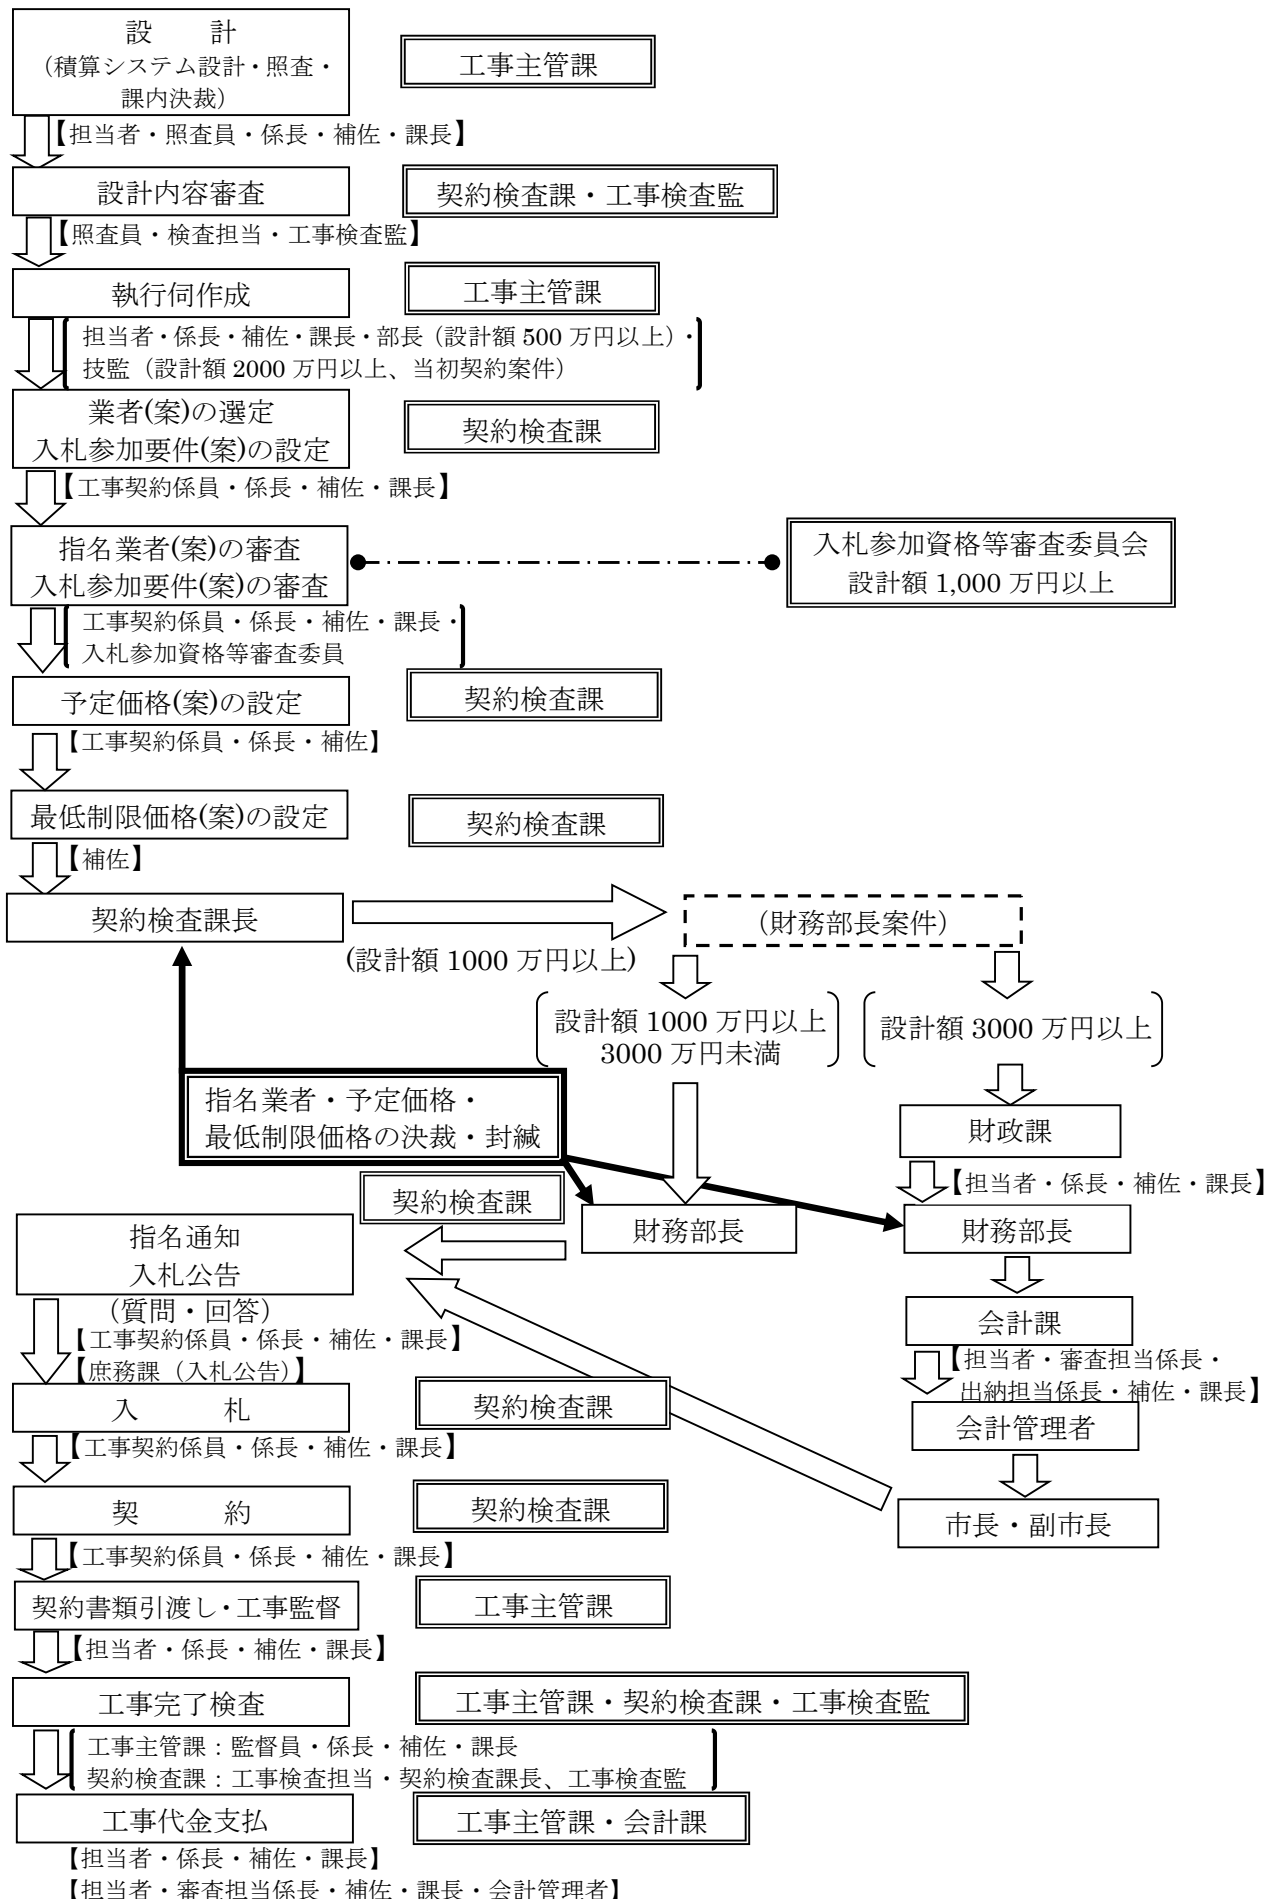 設　　計
（積算システム設計・照査・
課内決裁）
工事主管課
【担当者・照査員・係長・補佐・課長】
設計内容審査
契約検査課・工事検査監
【照査員・検査担当・工事検査監】
執行伺作成
工事主管課
担当者・係長・補佐・課長・部長（設計額 500 万円以上）・
技監（設計額 2000 万円以上、当初契約案件）
業者(案)の選定
入札参加要件(案)の設定
契約検査課
【工事契約係員・係長・補佐・課長】
指名業者(案)の審査
入札参加要件(案)の審査
入札参加資格等審査委員会
設計額 1,000 万円以上
工事契約係員・係長・補佐・課長・
入札参加資格等審査委員
予定価格(案)の設定
契約検査課
【工事契約係員・係長・補佐】
最低制限価格(案)の設定
契約検査課
【補佐】
契約検査課長
（財務部長案件）
(設計額 1000 万円以上)
設計額 1000 万円以上
3000 万円未満
設計額 3000 万円以上
指名業者・予定価格・
最低制限価格の決裁・封緘
財政課
【担当者・係長・補佐・課長】
契約検査課
財務部長
財務部長
指名通知
入札公告
（質問・回答）
会計課
【工事契約係員・係長・補佐・課長】
【庶務課（入札公告）】
【担当者・審査担当係長・
出納担当係長・補佐・課長】
入　　札
契約検査課
会計管理者
【工事契約係員・係長・補佐・課長】
契　　約
契約検査課
市長・副市長
【工事契約係員・係長・補佐・課長】
契約書類引渡し・工事監督
工事主管課
【担当者・係長・補佐・課長】
工事完了検査
工事主管課・契約検査課・工事検査監
工事主管課：監督員・係長・補佐・課長
契約検査課：工事検査担当・契約検査課長、工事検査監
工事代金支払
工事主管課・会計課
【担当者・係長・補佐・課長】
【担当者・審査担当係長・補佐・課長・会計管理者】